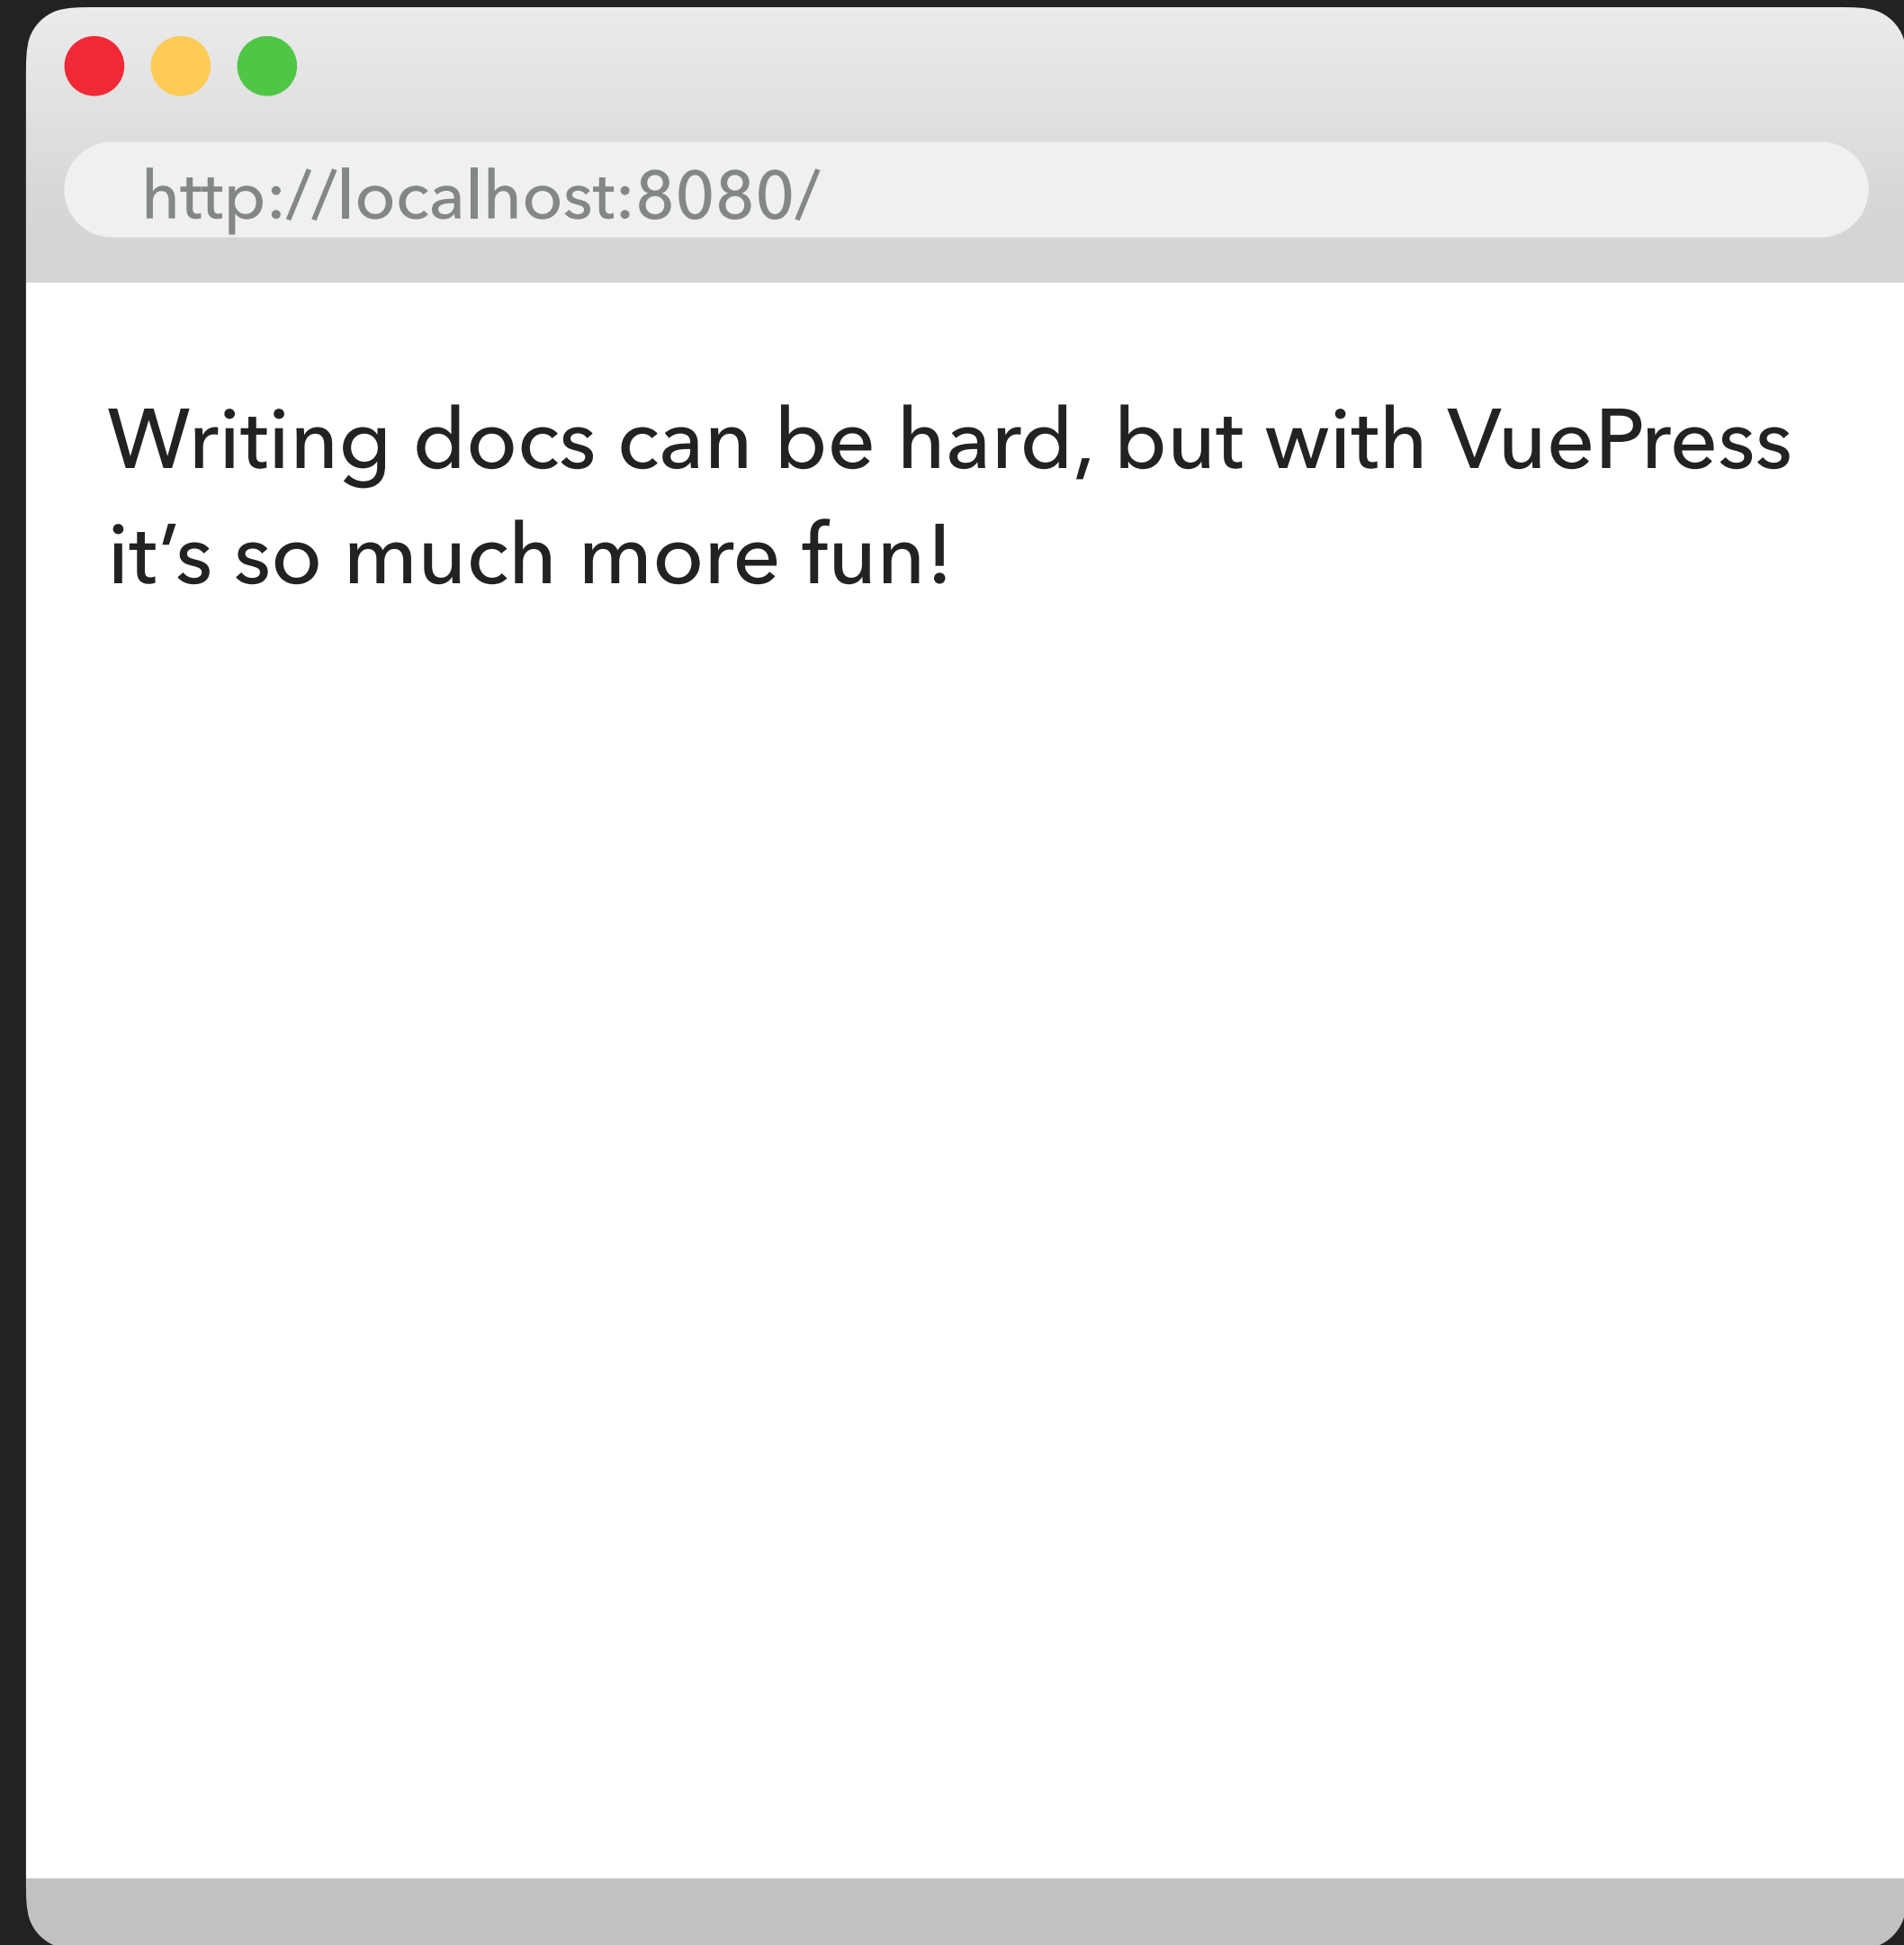 http://localhost:8080/
Writing docs can be hard, but with VuePress
it’s so much more fun!